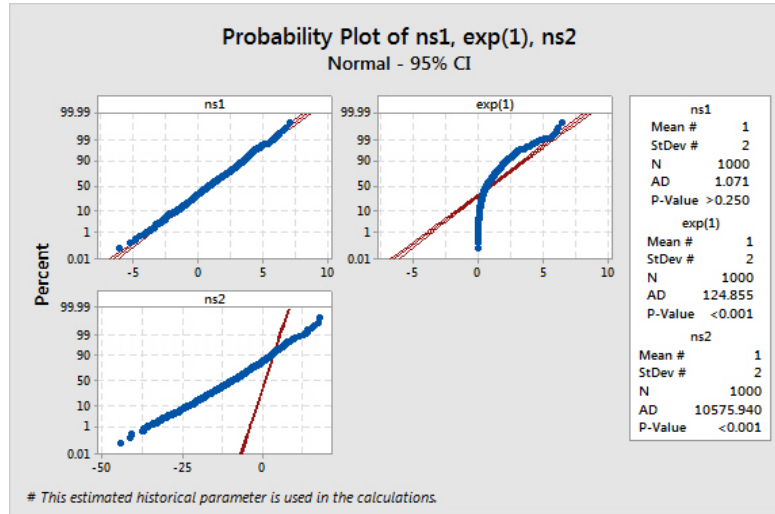 Probability Plot of ns1, exp(1), ns2
Normal - 95% CI
Percent
ns1
99.99
99
90
50
10
1
0.01
-5 0 5 10
exp(1)
99.99
99
90
50
10
1
0.01
-5 0 5 10
ns2
99.99
99
90
50
10
1
0.01
-50 -25 0
ns1
Mean # 1
StDev # 2
N 1000
AD 1.071
P-Value >0.250
exp(1)
Mean # 1
StDev # 2
N 1000
AD 124.855
P-Value <0.001
ns2
Mean # 1
StDev # 2
N 1000
AD 10575.940
P-Value <0.001
# This estimated historical parameter is used in the calculations.